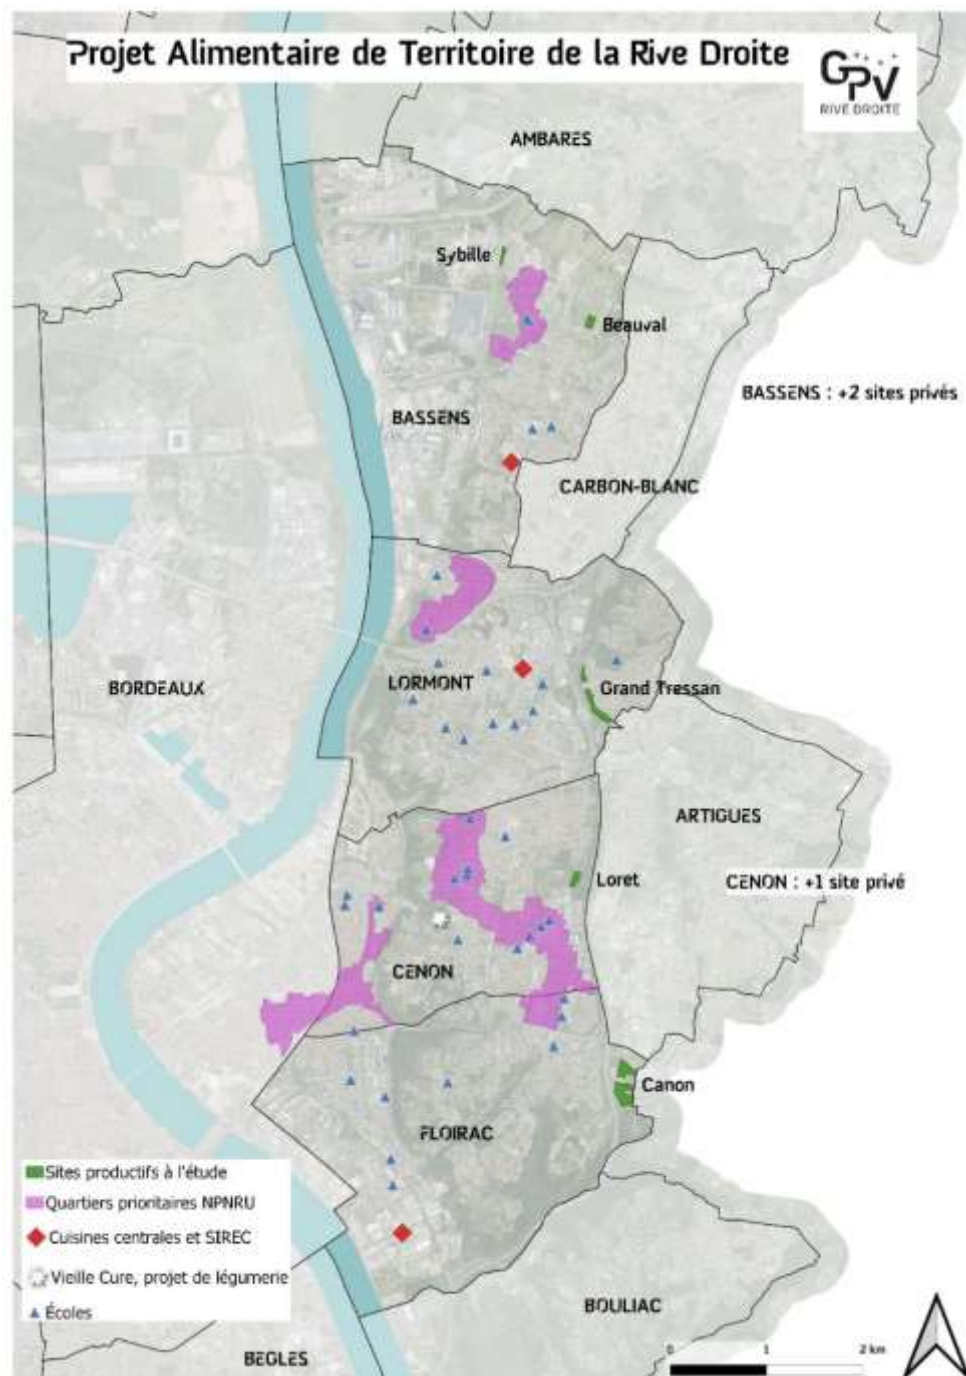 Projet Alimentaire de Territoire de la Rive Droite
GPV
RIVE DROITE
AMBARES
Sybille
Beauval
BASSENS : +2 sites privés
BASSENS
CARBON-BLANC
LORMONT
Grand Tressan
BORDEAUX
ARTIGUES
Loret
CENON : +1 site privé
CENON
Canon
FLOIRAC
Sites productifs à l'étude
Quartiers prioritaires NPNRU
Cuisines centrales et SIREC
Vieille Cure, projet de légumerie
Écoles
BOULIAC
BEGLES
0 1 2 km